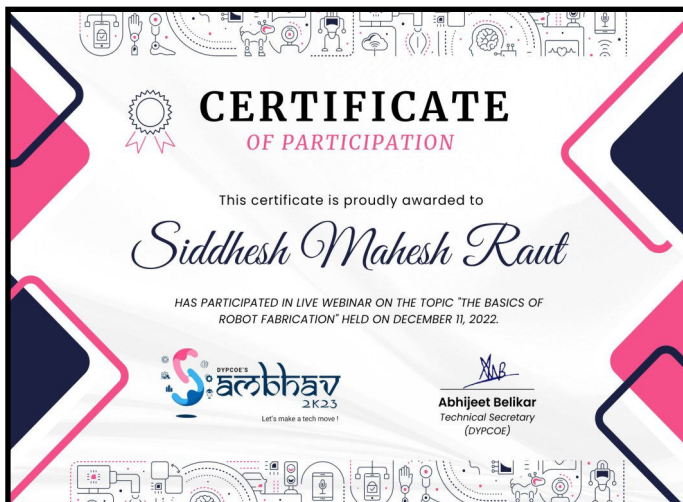 CERTIFICATE
OF PARTICIPATION
This certificate is proudly awarded to
Siddhesh Mahesh Raut
HAS PARTICIPATED IN LIVE WEBINAR ON THE TOPIC "THE BASICS OF
ROBOT FABRICATION" HELD ON DECEMBER 11, 2022.
DYPCOE'S
Sambhav
2K23
Let's make a tech move !
Abhijeet Belikar
Technical Secretary
(DYPCOE)